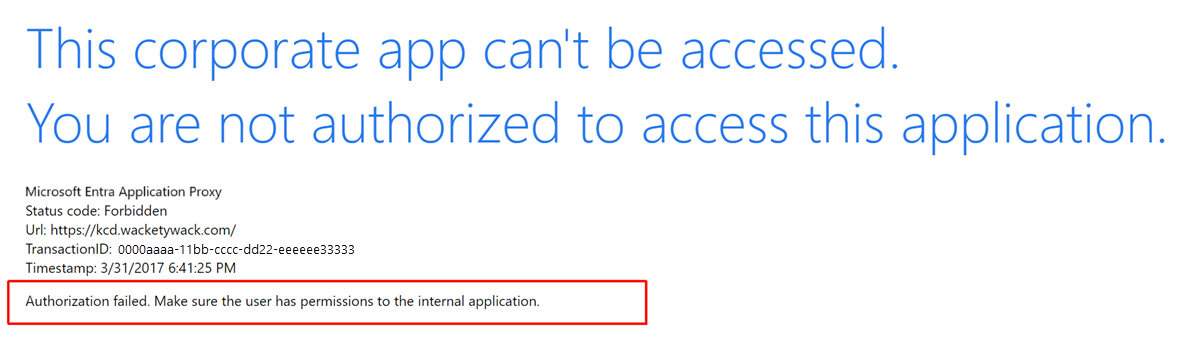 This corporate app can't be accessed.
You are not authorized to access this application.
Microsoft Entra Application Proxy
Status code: Forbidden
Url: https://kcd.wacketywack.com/
TransactionID: 0000aaaa-11bb-cccc-dd22-eeeeee33333
Timestamp: 3/31/2017 6:41:25 PM
Authorization failed. Make sure the user has permissions to the internal application.